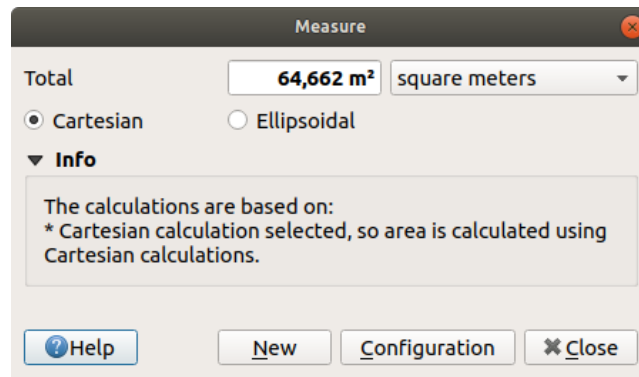 Measure
Total 64,662 m² square meters
Cartesian Ellipsoidal
Info
The calculations are based on:
* Cartesian calculation selected, so area is calculated using
Cartesian calculations.
Help New Configuration Close